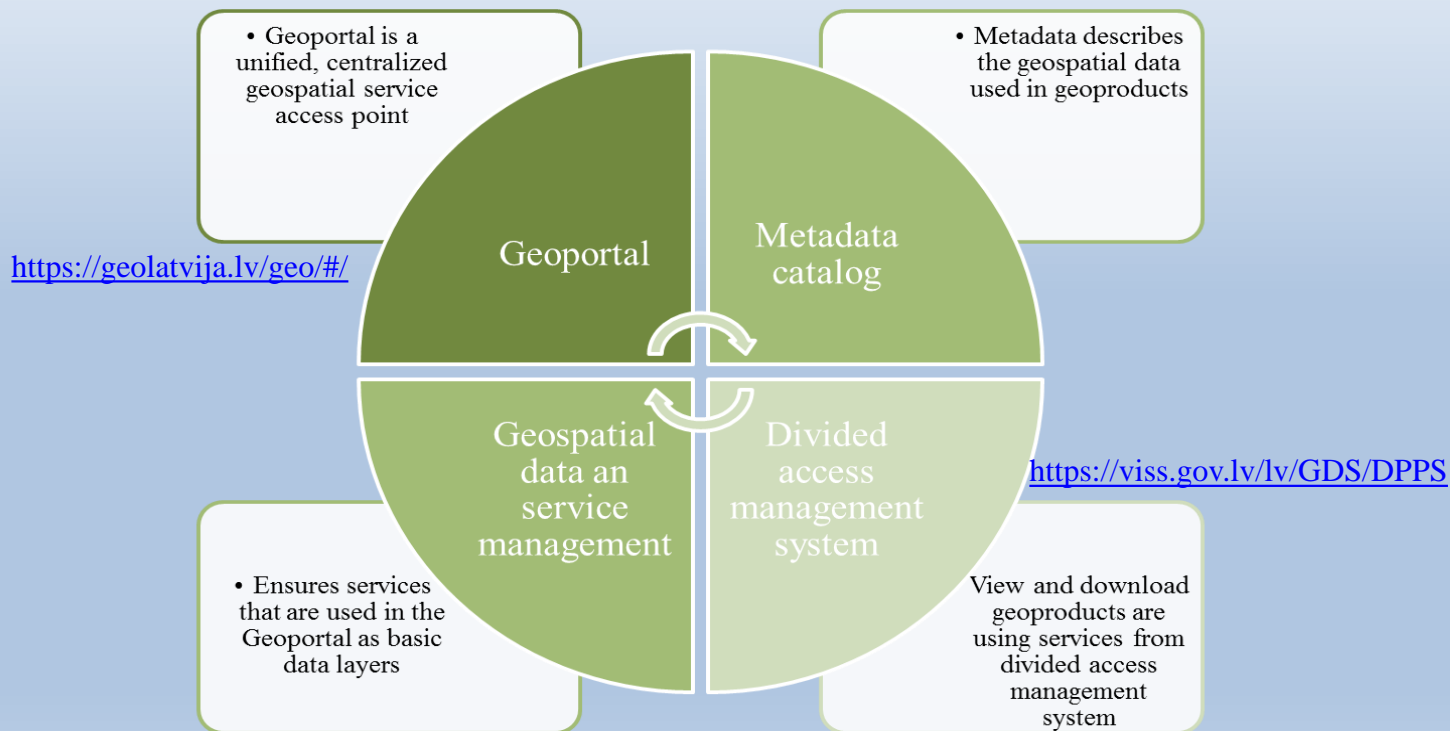 • Geoportal is a
unified, centralized
geospatial service
access point
• Metadata describes
the geospatial data
used in geoproducts
Geoportal
Metadata
catalog
https://geolatvija.lv/geo/#/
Geospatial
data an
service
management
Divided
access
management
system
https://viss.gov.lv/lv/GDS/DPPS
• Ensures services
that are used in the
Geoportal as basic
data layers
View and download
geoproducts are
using services from
divided access
management
system